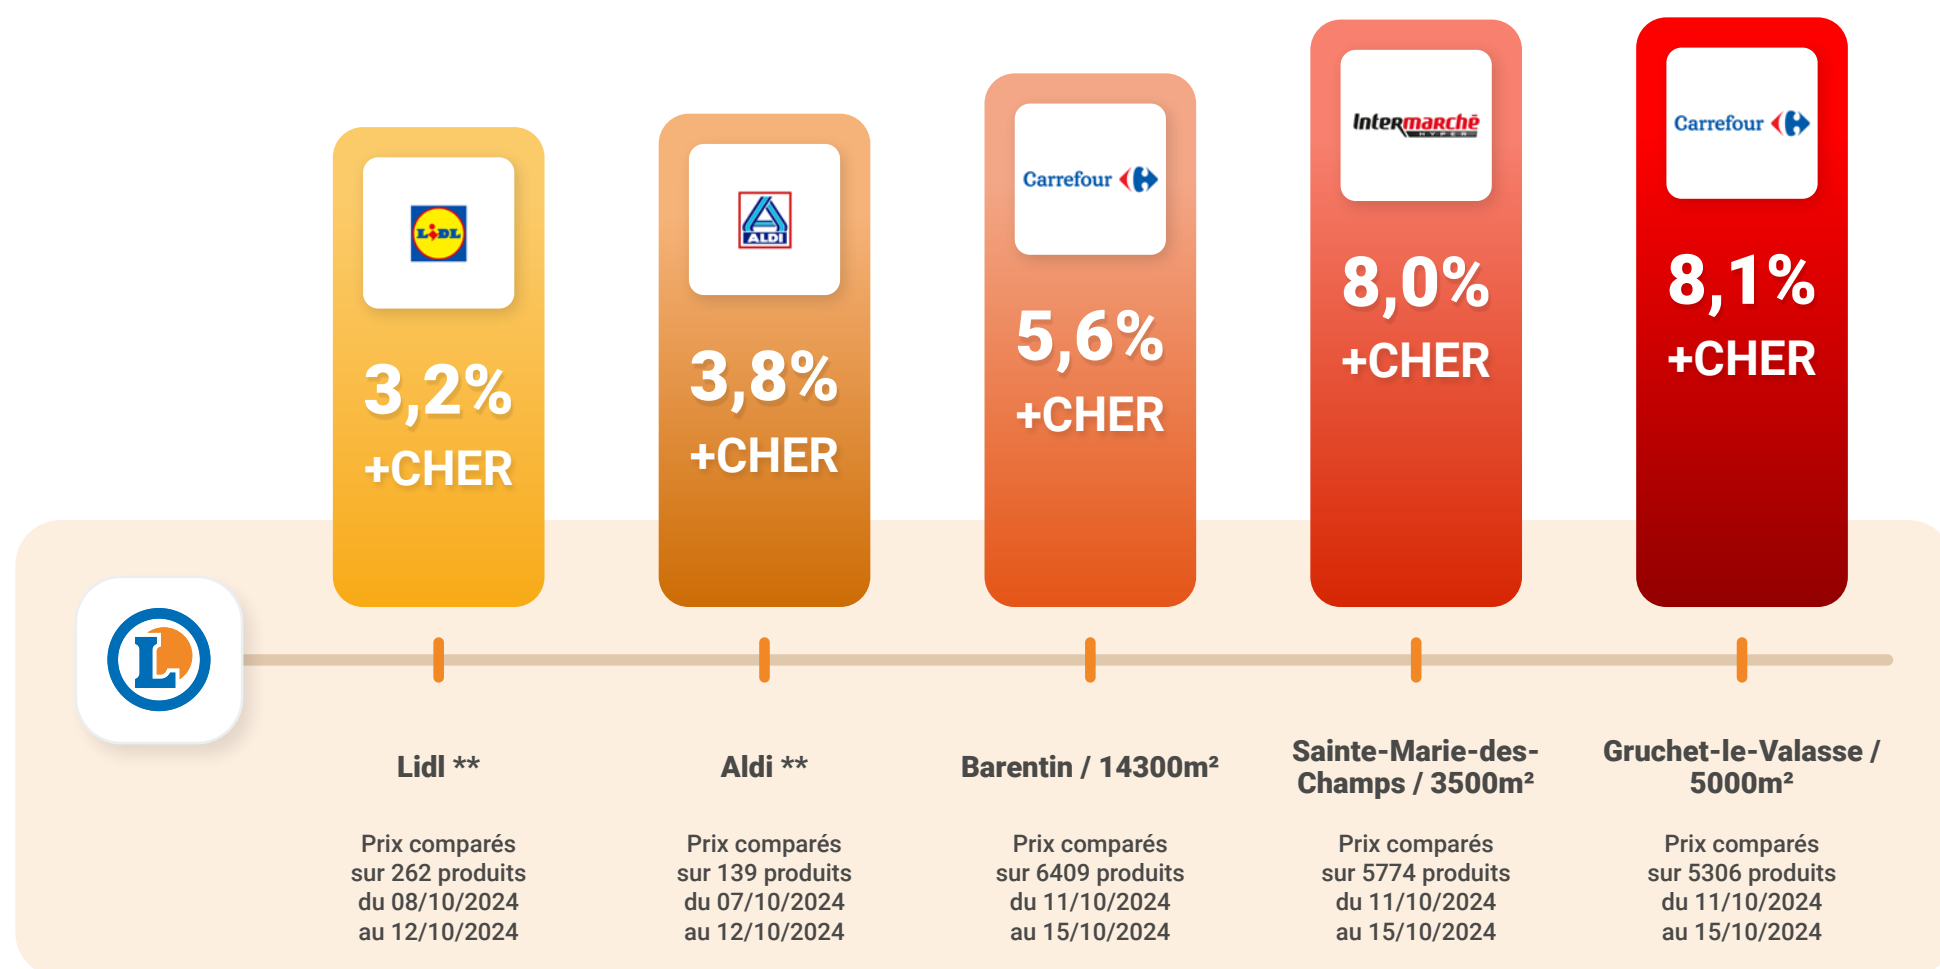 LIDL
3,2%
+CHER
ALDI
3,8%
+CHER
Carrefour
5,6%
+CHER
Intermarché
HYPER
8,0%
+CHER
Carrefour
8,1%
+CHER
L
Lidl **
Prix comparés
sur 262 produits
du 08/10/2024
au 12/10/2024
Aldi **
Prix comparés
sur 139 produits
du 07/10/2024
au 12/10/2024
Barentin / 14300m²
Prix comparés
sur 6409 produits
du 11/10/2024
au 15/10/2024
Sainte-Marie-des-
Champs / 3500m²
Prix comparés
sur 5774 produits
du 11/10/2024
au 15/10/2024
Gruchet-le-Valasse /
5000m²
Prix comparés
sur 5306 produits
du 11/10/2024
au 15/10/2024